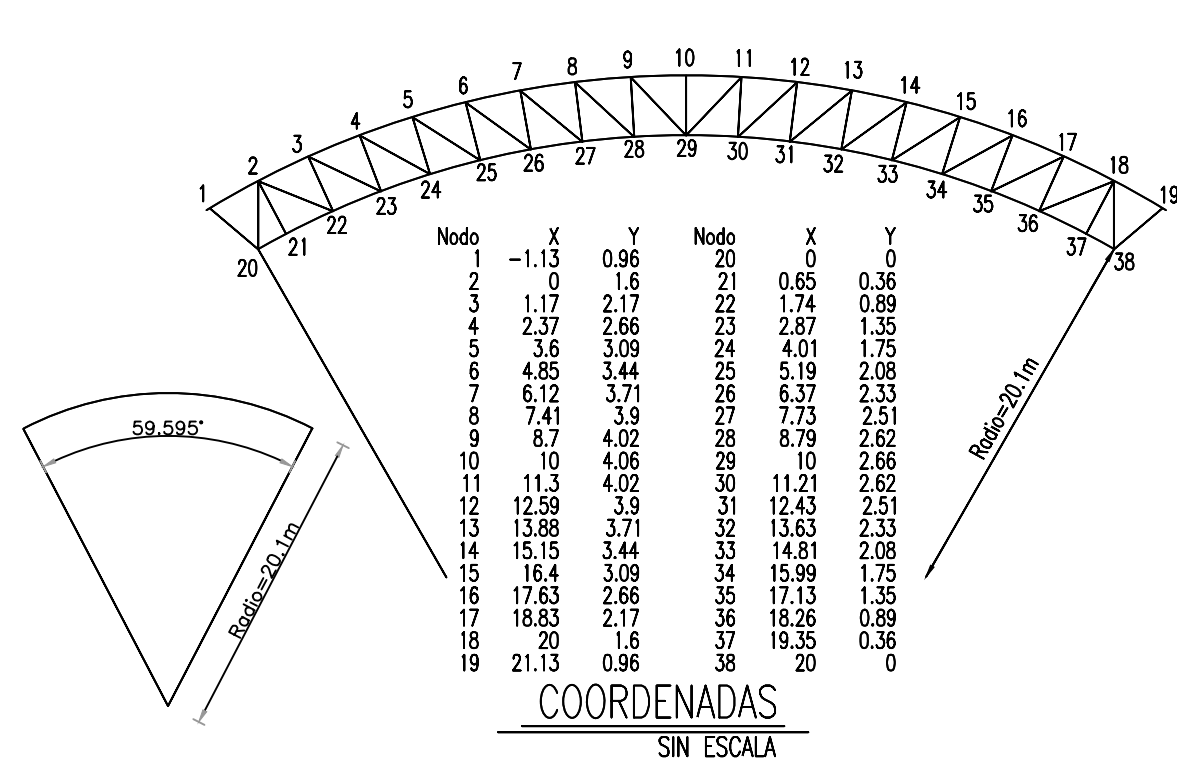 10
9 11
8 12
7 13
6 14
5 15
4 16
3 17
2 18
1 19
29
28 30
27 31
26 32
25 33
24 34
23 35
22 36
21 37
20 38
Nodo X Y Nodo X Y
1 −1.13 0.96 20 0 0
2 0 1.6 21 0.65 0.36
3 1.17 2.17 22 1.74 0.89
4 2.37 2.66 23 2.87 1.35
5 3.6 3.09 24 4.01 1.75
6 4.85 3.44 25 5.19 2.08
7 6.12 3.71 26 6.37 2.33
8 7.41 3.9 27 7.73 2.51
9 8.7 4.02 28 8.79 2.62
10 10 4.06 29 10 2.66
11 11.3 4.02 30 11.21 2.62
12 12.59 3.9 31 12.43 2.51
13 13.88 3.71 32 13.63 2.33
14 15.15 3.44 33 14.81 2.08
15 16.4 3.09 34 15.99 1.75
16 17.63 2.66 35 17.13 1.35
17 18.83 2.17 36 18.26 0.89
18 20 1.6 37 19.35 0.36
19 21.13 0.96 38 20 0
Radio=20.1m
59.595°
Radio=20.1m
COORDENADAS
SIN ESCALA